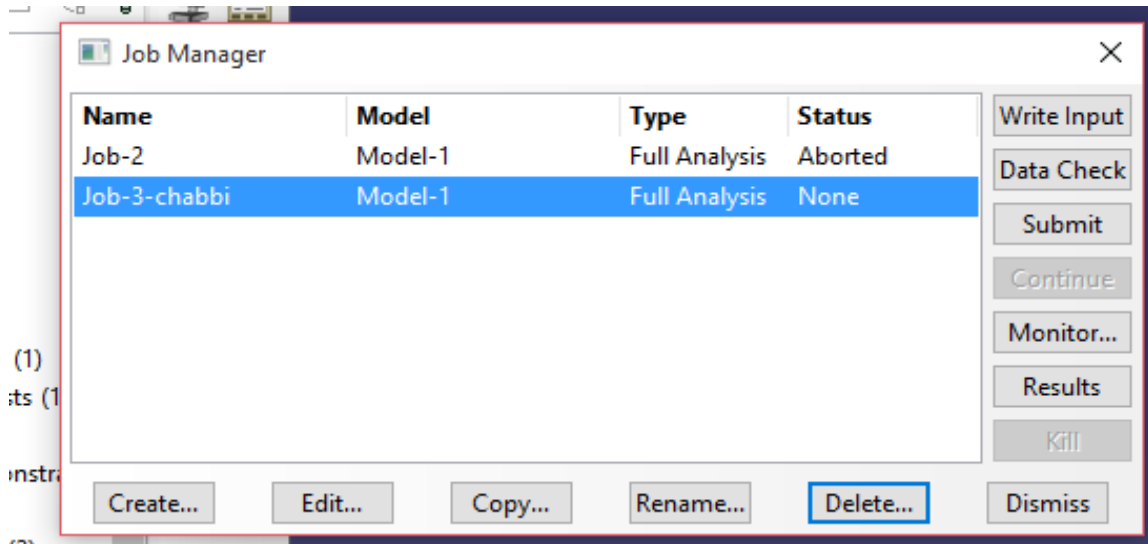 Job Manager
Name Model Type Status
Job-2 Model-1 Full Analysis Aborted
Job-3-chabbi Model-1 Full Analysis None
Write Input
Data Check
Submit
Continue
Monitor...
Results
Kill
(1)
sts (1
onstra
Create... Edit... Copy... Rename... Delete... Dismiss